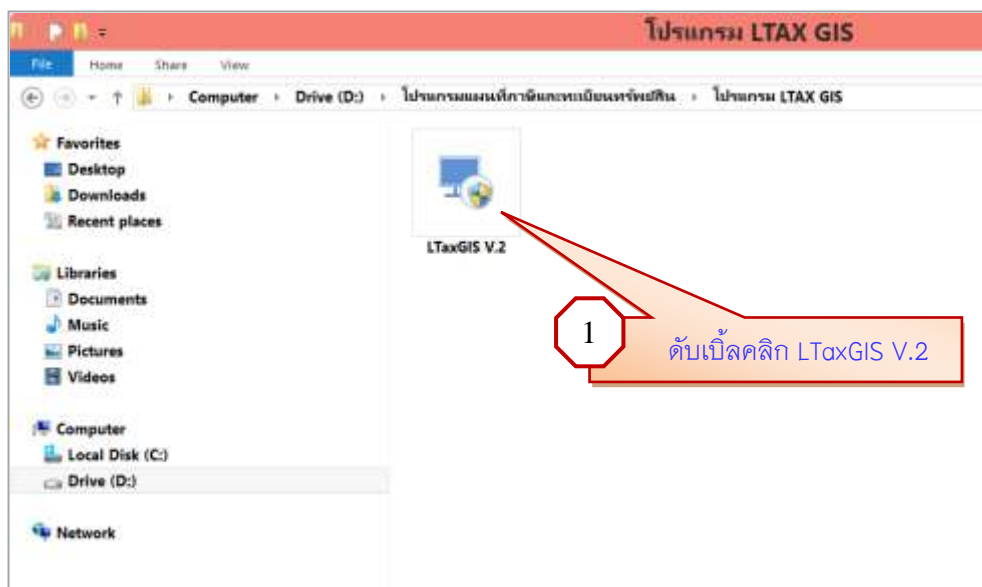 โปรแกรม LTAX GIS
File Home Share View
Computer Drive (D:) โปรแกรมแผนที่ภาษีและทะเบียนทรัพย์สิน โปรแกรม LTAX GIS
Favorites
Desktop
Downloads
Recent places
Libraries
Documents
Music
Pictures
Videos
Computer
Local Disk (C:)
Drive (D:)
Network
LTaxGIS V.2
1
ดับเบิ้ลคลิก LTaxGIS V.2